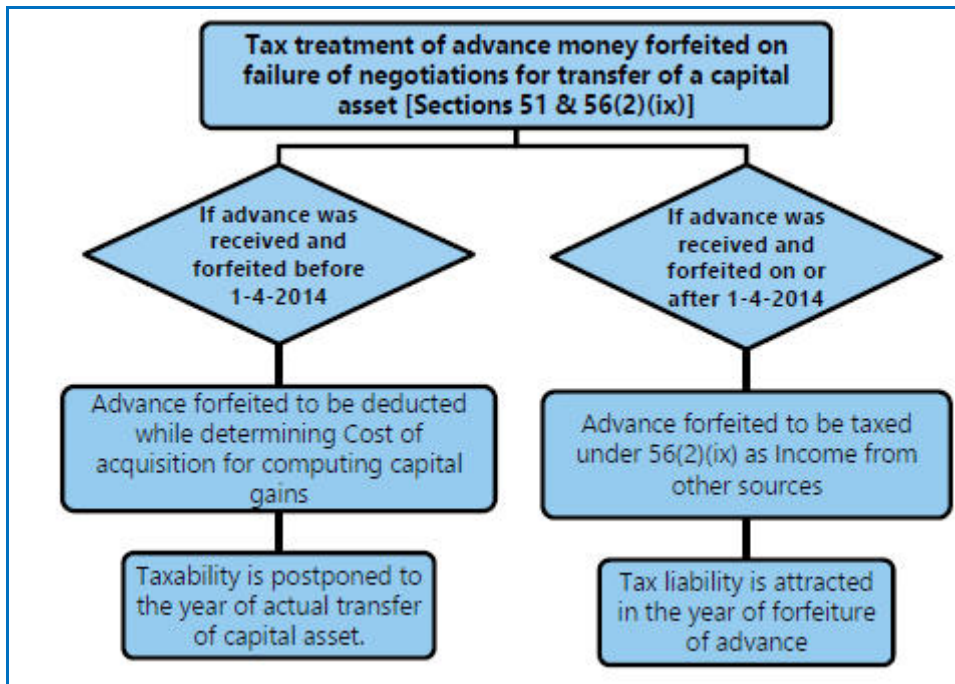 Tax treatment of advance money forfeited on
failure of negotiations for transfer of a capital
asset [Sections 51 & 56(2)(ix)]
If advance was
received and
forfeited before
1-4-2014
Advance forfeited to be deducted
while determining Cost of
acquisition for computing capital
gains
Taxability is postponed to
the year of actual transfer
of capital asset.
If advance was
received and
forfeited on or
after 1-4-2014
Advance forfeited to be taxed
under 56(2)(ix) as Income from
other sources
Tax liability is attracted
in the year of forfeiture
of advance